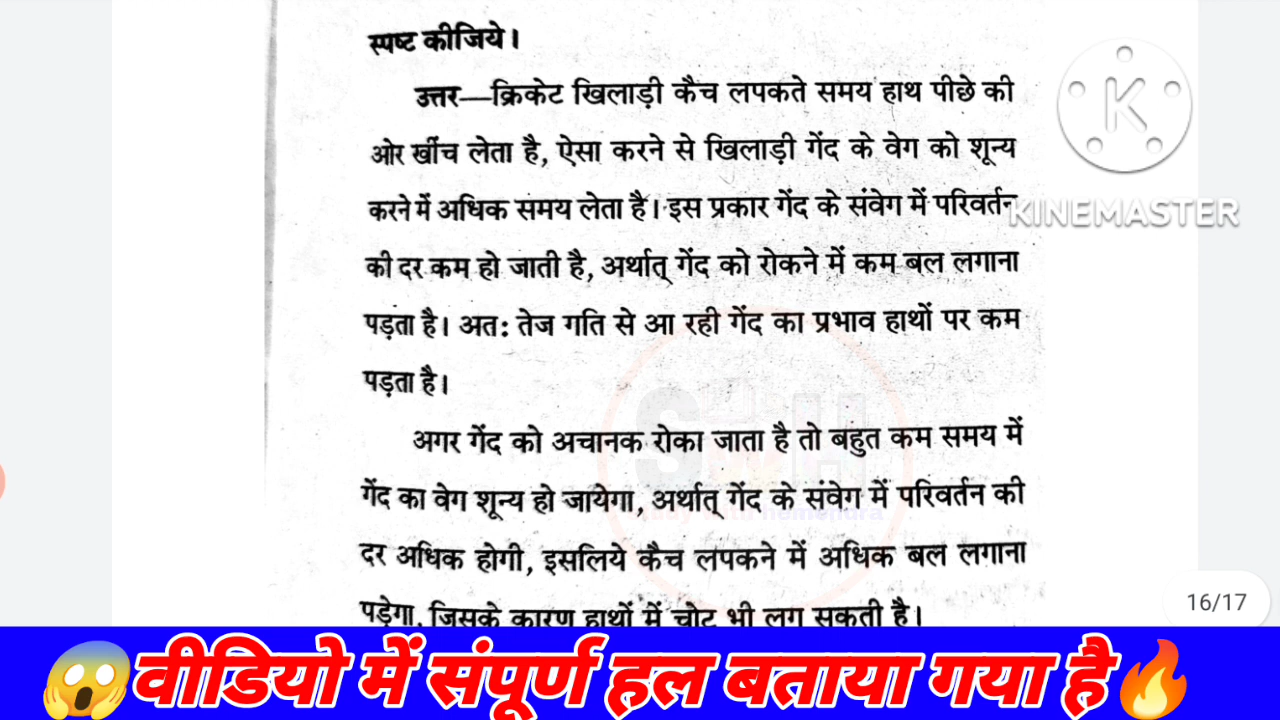 स्पष्ट कीजिये।
उत्तर—क्रिकेट खिलाड़ी कैच लपकते समय हाथ पीछे की
ओर खींच लेता है, ऐसा करने से खिलाड़ी गेंद के वेग को शून्य
करने में अधिक समय लेता है। इस प्रकार गेंद के संवेग में परिवर्तन
की दर कम हो जाती है, अर्थात् गेंद को रोकने में कम बल लगाना
पड़ता है। अतः तेज गति से आ रही गेंद का प्रभाव हाथों पर कम
पड़ता है।
अगर गेंद को अचानक रोका जाता है तो बहुत कम समय में
गेंद का वेग शून्य हो जायेगा, अर्थात् गेंद के संवेग में परिवर्तन की
दर अधिक होगी, इसलिये कैच लपकने में अधिक बल लगाना
पड़ेगा, जिसके कारण हाथों में चोट भी लग सकती है।
K
KINEMASTER
16/17
वीडियो में संपूर्ण हल बताया गया है